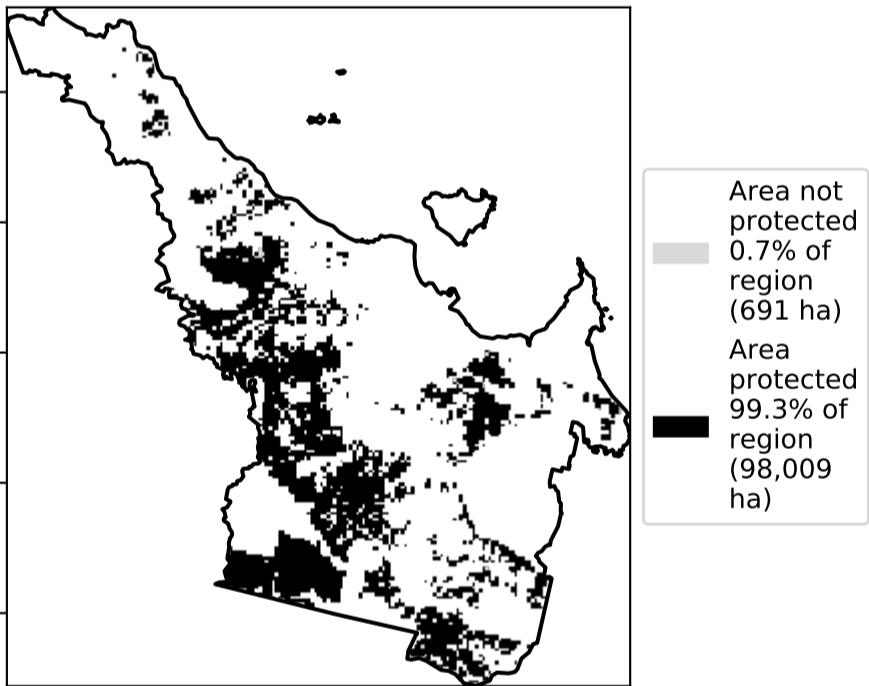 Area not
protected
0.7% of
region
(691 ha)
Area
protected
99.3% of
region
(98,009
ha)